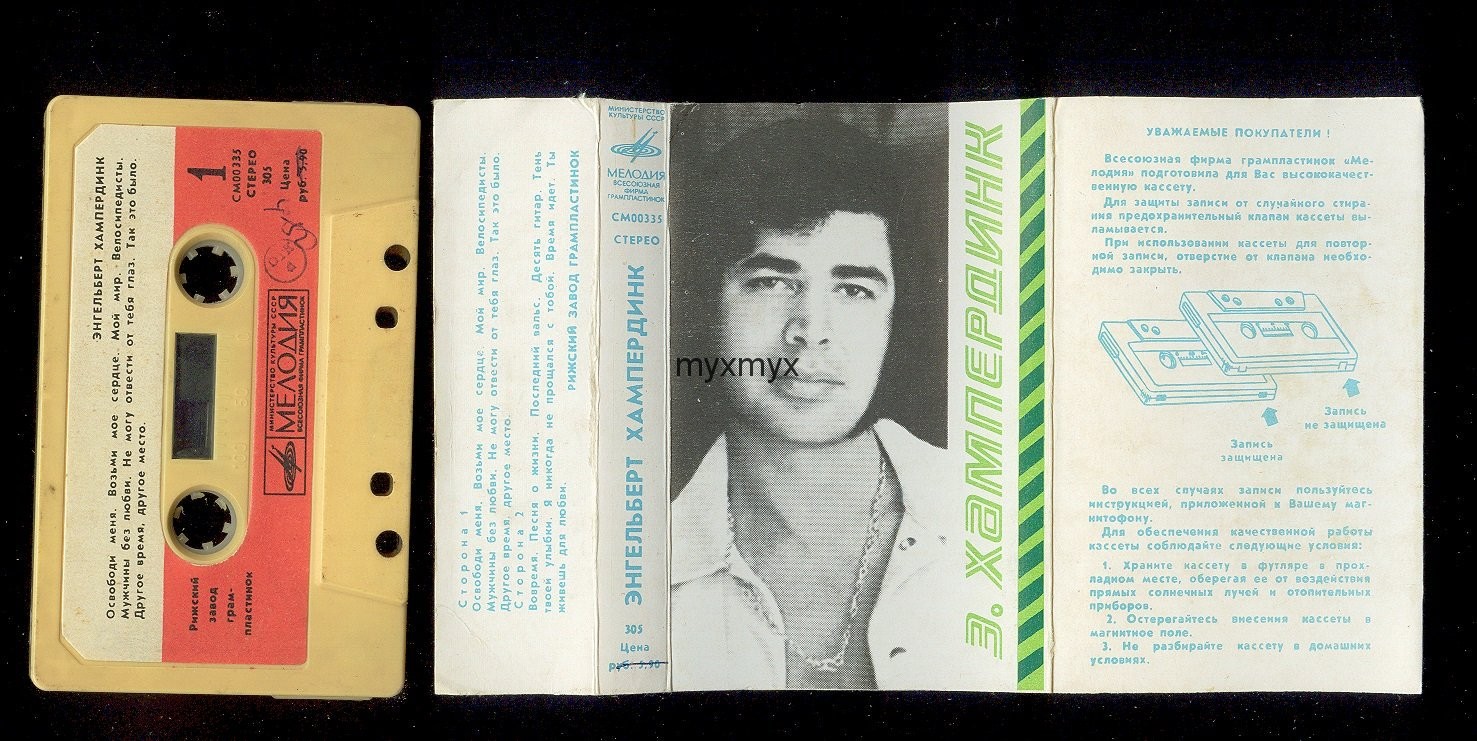 ЭНГЕЛЬБЕРТ ХАМПЕРДИНК
Освободи меня. Возьми мое сердце. Мой мир. Велосипедисты.
Мужчины без любви. Не могу отвести от тебя глаз. Так это было.
Другое время, другое место.
1
СМ00335
СТЕРЕО
305
Цена
руб. 5,90
МИНИСТЕРСТВО КУЛЬТУРЫ СССР
МЕЛОДИЯ
ВСЕСОЮЗНАЯ ФИРМА ГРАМПЛАСТИНОК
Рижский
завод
грам-
пластинок
Сторона 1
Освободи меня. Возьми мое сердце. Мой мир. Велосипедисты.
Мужчины без любви. Не могу отвести от тебя глаз. Так это было.
Другое время, другое место.
Сторона 2
Вовремя. Песня о жизни. Последний вальс. Десять гитар. Тень
твоей улыбки. Я никогда не прощался с тобой. Время идет. Ты
живешь для любви.
РИЖСКИЙ ЗАВОД ГРАМПЛАСТИНОК
МИНИСТЕРСТВО
КУЛЬТУРЫ СССР
МЕЛОДИЯ
ВСЕСОЮЗНАЯ
ФИРМА
ГРАМПЛАСТИНОК
СМ00335
СТЕРЕО
ЭНГЕЛЬБЕРТ ХАМПЕРДИНК
305
Цена
руб. 5,90
myxmyx
Э. ХАМПЕРДИНК
УВАЖАЕМЫЕ ПОКУПАТЕЛИ!
Всесоюзная фирма грампластинок «Ме-
лодия» подготовила для Вас высококачест-
венную кассету.
Для защиты записи от случайного стира-
ния предохранительный клапан кассеты вы-
ламывается.
При использовании кассеты для повтор-
ной записи, отверстие от клапана необхо-
димо закрыть.
Запись
не защищена
Запись
защищена
Во всех случаях записи пользуйтесь
инструкцией, приложенной к Вашему маг-
нитофону.
Для обеспечения качественной работы
кассеты соблюдайте следующие условия:
1. Храните кассету в футляре в прох-
ладном месте, оберегая ее от воздействия
прямых солнечных лучей и отопительных
приборов.
2. Остерегайтесь внесения кассеты в
магнитное поле.
3. Не разбирайте кассету в домашних
условиях.